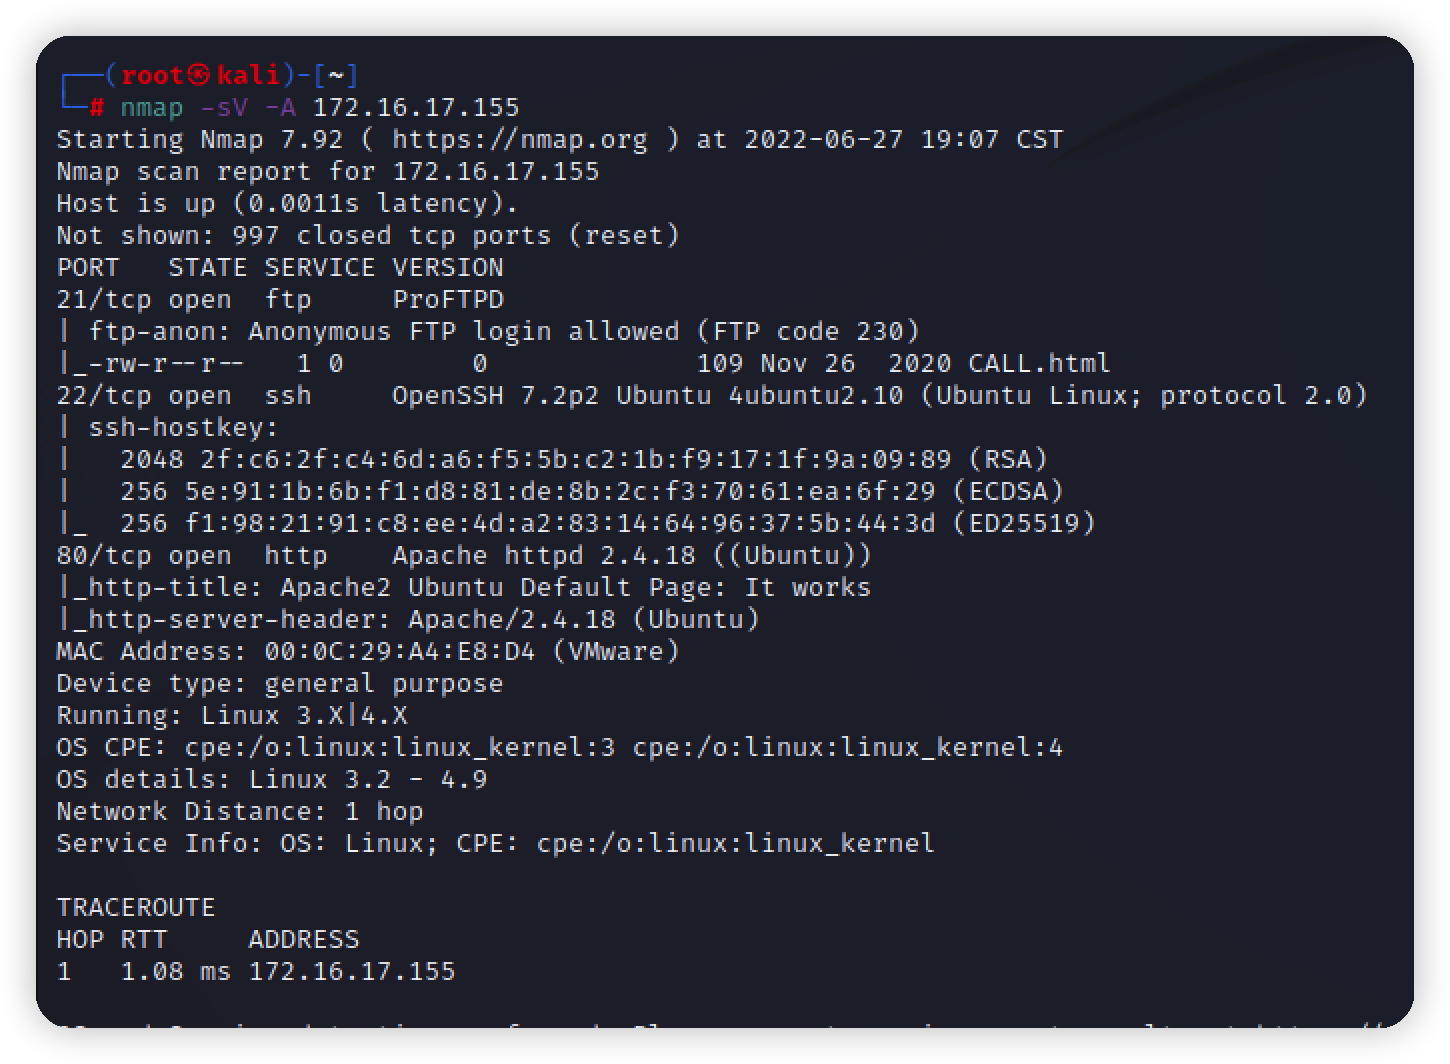 ┌──(root㉿kali)-[~]
└─# nmap -sV -A 172.16.17.155
Starting Nmap 7.92 ( https://nmap.org ) at 2022-06-27 19:07 CST
Nmap scan report for 172.16.17.155
Host is up (0.0011s latency).
Not shown: 997 closed tcp ports (reset)
PORT   STATE SERVICE VERSION
21/tcp open  ftp     ProFTPD
| ftp-anon: Anonymous FTP login allowed (FTP code 230)
|_-rw-r--r--   1 0        0             109 Nov 26  2020 CALL.html
22/tcp open  ssh     OpenSSH 7.2p2 Ubuntu 4ubuntu2.10 (Ubuntu Linux; protocol 2.0)
| ssh-hostkey:
|   2048 2f:c6:2f:c4:6d:a6:f5:5b:c2:1b:f9:17:1f:9a:09:89 (RSA)
|   256 5e:91:1b:6b:f1:d8:81:de:8b:2c:f3:70:61:ea:6f:29 (ECDSA)
|_  256 f1:98:21:91:c8:ee:4d:a2:83:14:64:96:37:5b:44:3d (ED25519)
80/tcp open  http    Apache httpd 2.4.18 ((Ubuntu))
|_http-title: Apache2 Ubuntu Default Page: It works
|_http-server-header: Apache/2.4.18 (Ubuntu)
MAC Address: 00:0C:29:A4:E8:D4 (VMware)
Device type: general purpose
Running: Linux 3.X|4.X
OS CPE: cpe:/o:linux:linux_kernel:3 cpe:/o:linux:linux_kernel:4
OS details: Linux 3.2 - 4.9
Network Distance: 1 hop
Service Info: OS: Linux; CPE: cpe:/o:linux:linux_kernel
TRACEROUTE
HOP RTT     ADDRESS
1   1.08 ms 172.16.17.155